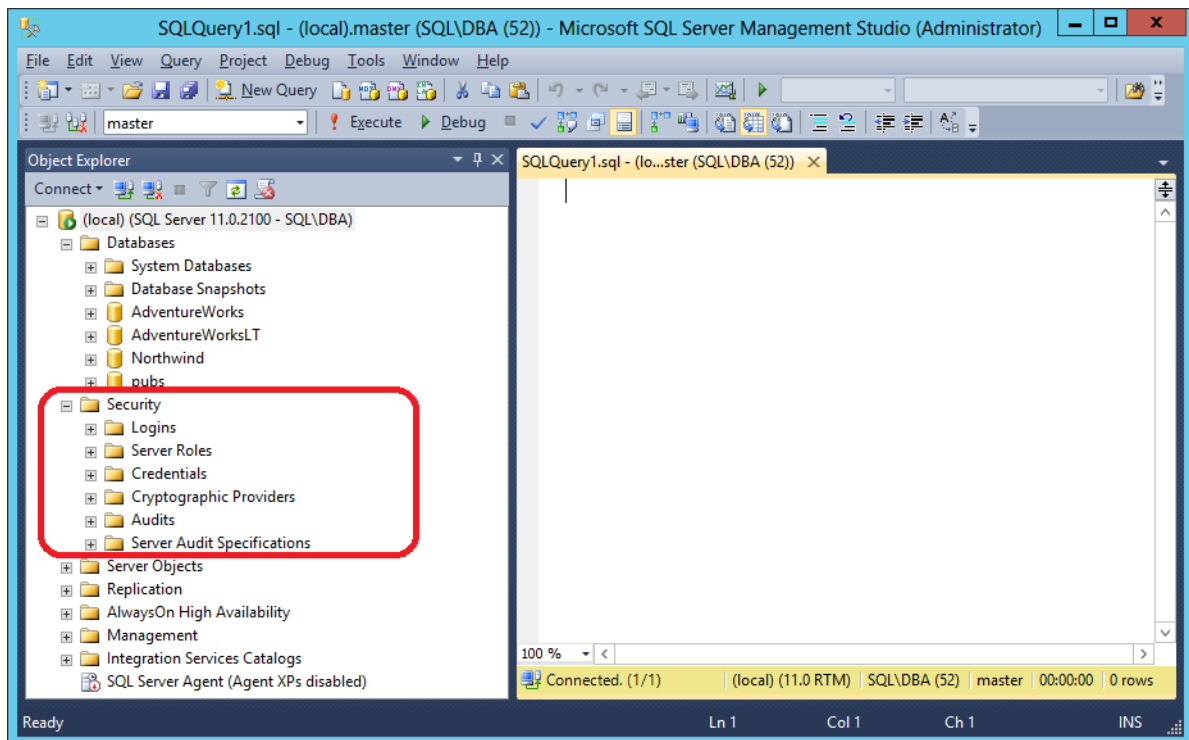 SQLQuery1.sql - (local).master (SQL\DBA (52)) - Microsoft SQL Server Management Studio (Administrator)
File Edit View Query Project Debug Tools Window Help
New Query
master Execute Debug
Object Explorer
SQLQuery1.sql - (lo...ster (SQL\DBA (52))
Connect
(local) (SQL Server 11.0.2100 - SQL\DBA)
Databases
System Databases
Database Snapshots
AdventureWorks
AdventureWorksLT
Northwind
pubs
Security
Logins
Server Roles
Credentials
Cryptographic Providers
Audits
Server Audit Specifications
Server Objects
Replication
AlwaysOn High Availability
Management
Integration Services Catalogs
SQL Server Agent (Agent XPs disabled)
100 %
Connected. (1/1) (local) (11.0 RTM) SQL\DBA (52) master 00:00:00 0 rows
Ready Ln 1 Col 1 Ch 1 INS